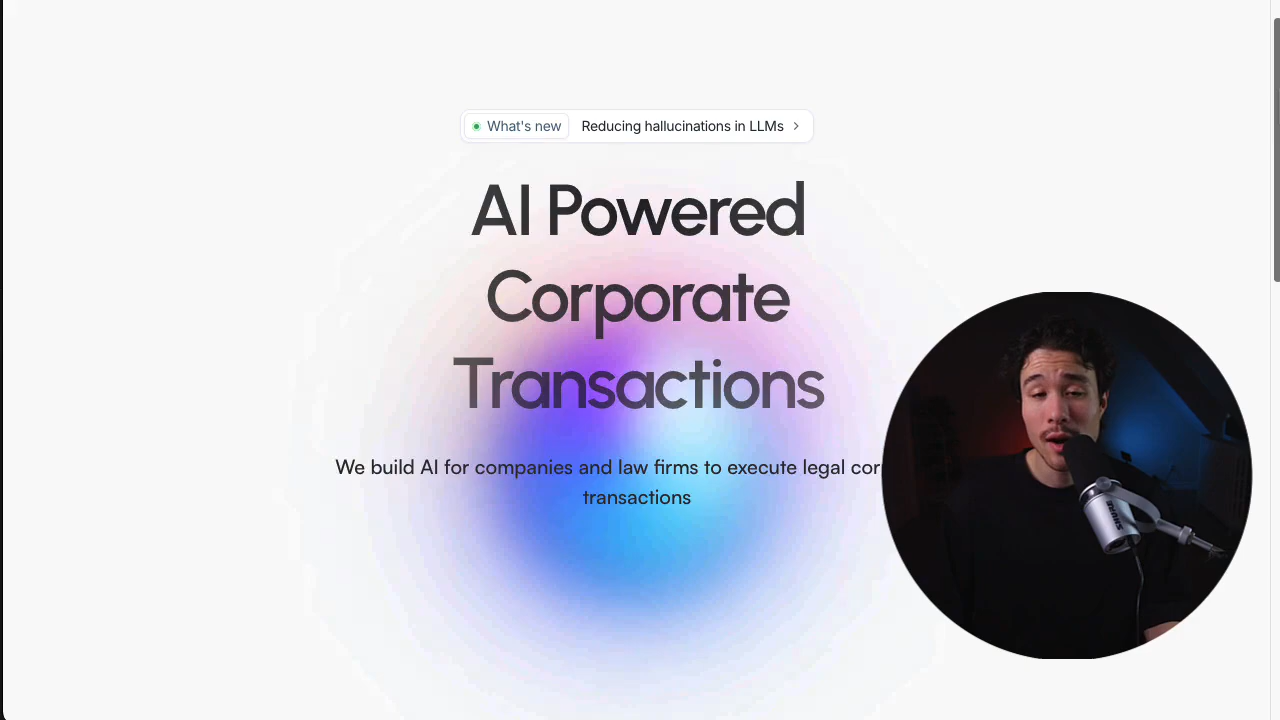 What's new Reducing hallucinations in LLMs
AI Powered
Corporate
Transactions
We build AI for companies and law firms to execute legal cor
transactions
SHURE